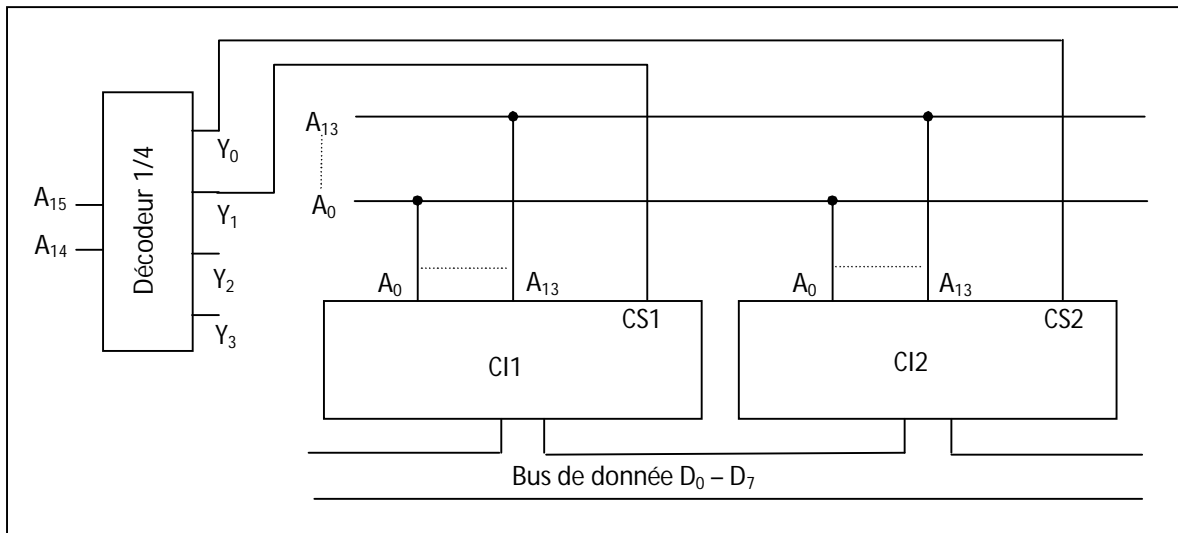 Décodeur 1/4
A₁₅
A₁₄
Y₀
Y₁
Y₂
Y₃
A₁₃
A₀
A₀
A₁₃
CS1
CI1
A₀
A₁₃
CS2
CI2
Bus de donnée D₀ – D₇